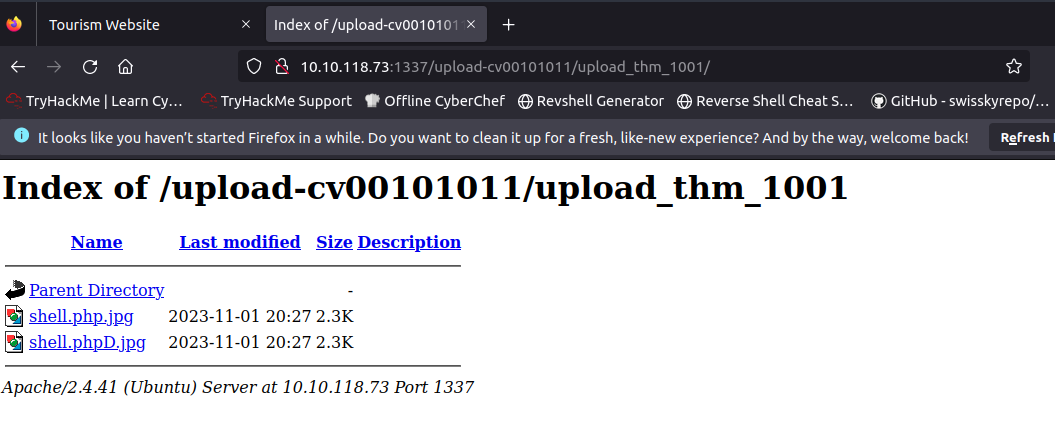 Tourism Website
Index of /upload-cv0010101
10.10.118.73:1337/upload-cv00101011/upload_thm_1001/
TryHackMe | Learn Cy… TryHackMe Support Offline CyberChef Revshell Generator Reverse Shell Cheat S… GitHub - swisskyrepo/…
It looks like you haven’t started Firefox in a while. Do you want to clean it up for a fresh, like-new experience? And by the way, welcome back! Refresh
Index of /upload-cv00101011/upload_thm_1001
Name Last modified Size Description
Parent Directory -
shell.php.jpg 2023-11-01 20:27 2.3K
shell.phpD.jpg 2023-11-01 20:27 2.3K
Apache/2.4.41 (Ubuntu) Server at 10.10.118.73 Port 1337